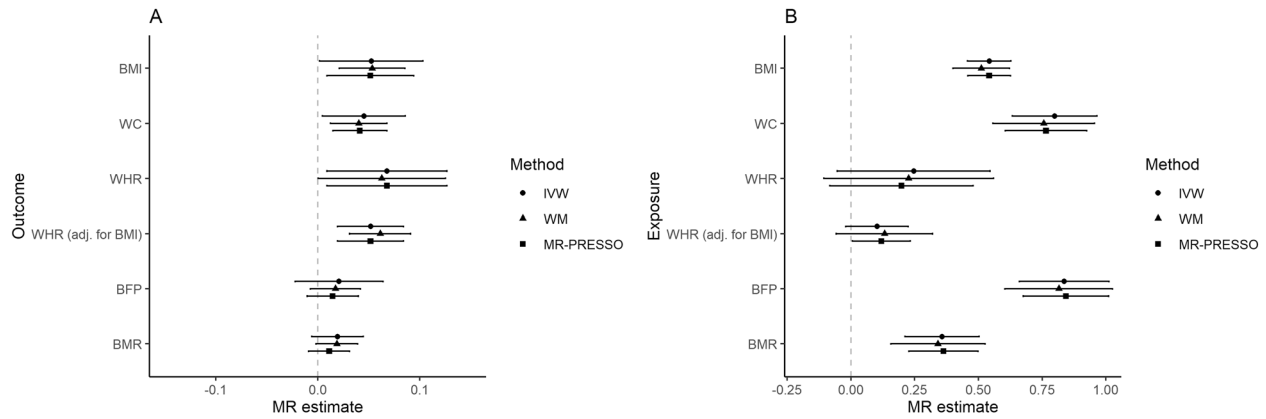 A
Outcome
BMI
WC
WHR
WHR (adj. for BMI)
BFP
BMR
-0.1
0.0
0.1
MR estimate
Method
IVW
WM
MR-PRESSO
B
Exposure
BMI
WC
WHR
WHR (adj. for BMI)
BFP
BMR
-0.25
0.00
0.25
0.50
0.75
1.00
MR estimate
Method
IVW
WM
MR-PRESSO